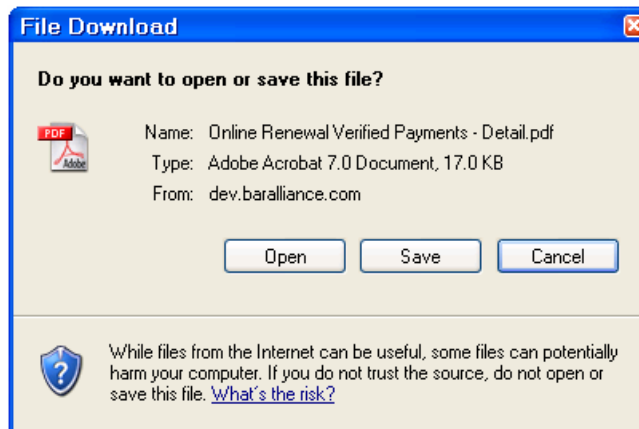 File Download
Do you want to open or save this file?
PDF
Adobe
Name: Online Renewal Verified Payments - Detail.pdf
Type: Adobe Acrobat 7.0 Document, 17.0 KB
From: dev.baralliance.com
Open Save Cancel
While files from the Internet can be useful, some files can potentially
harm your computer. If you do not trust the source, do not open or
save this file. What's the risk?